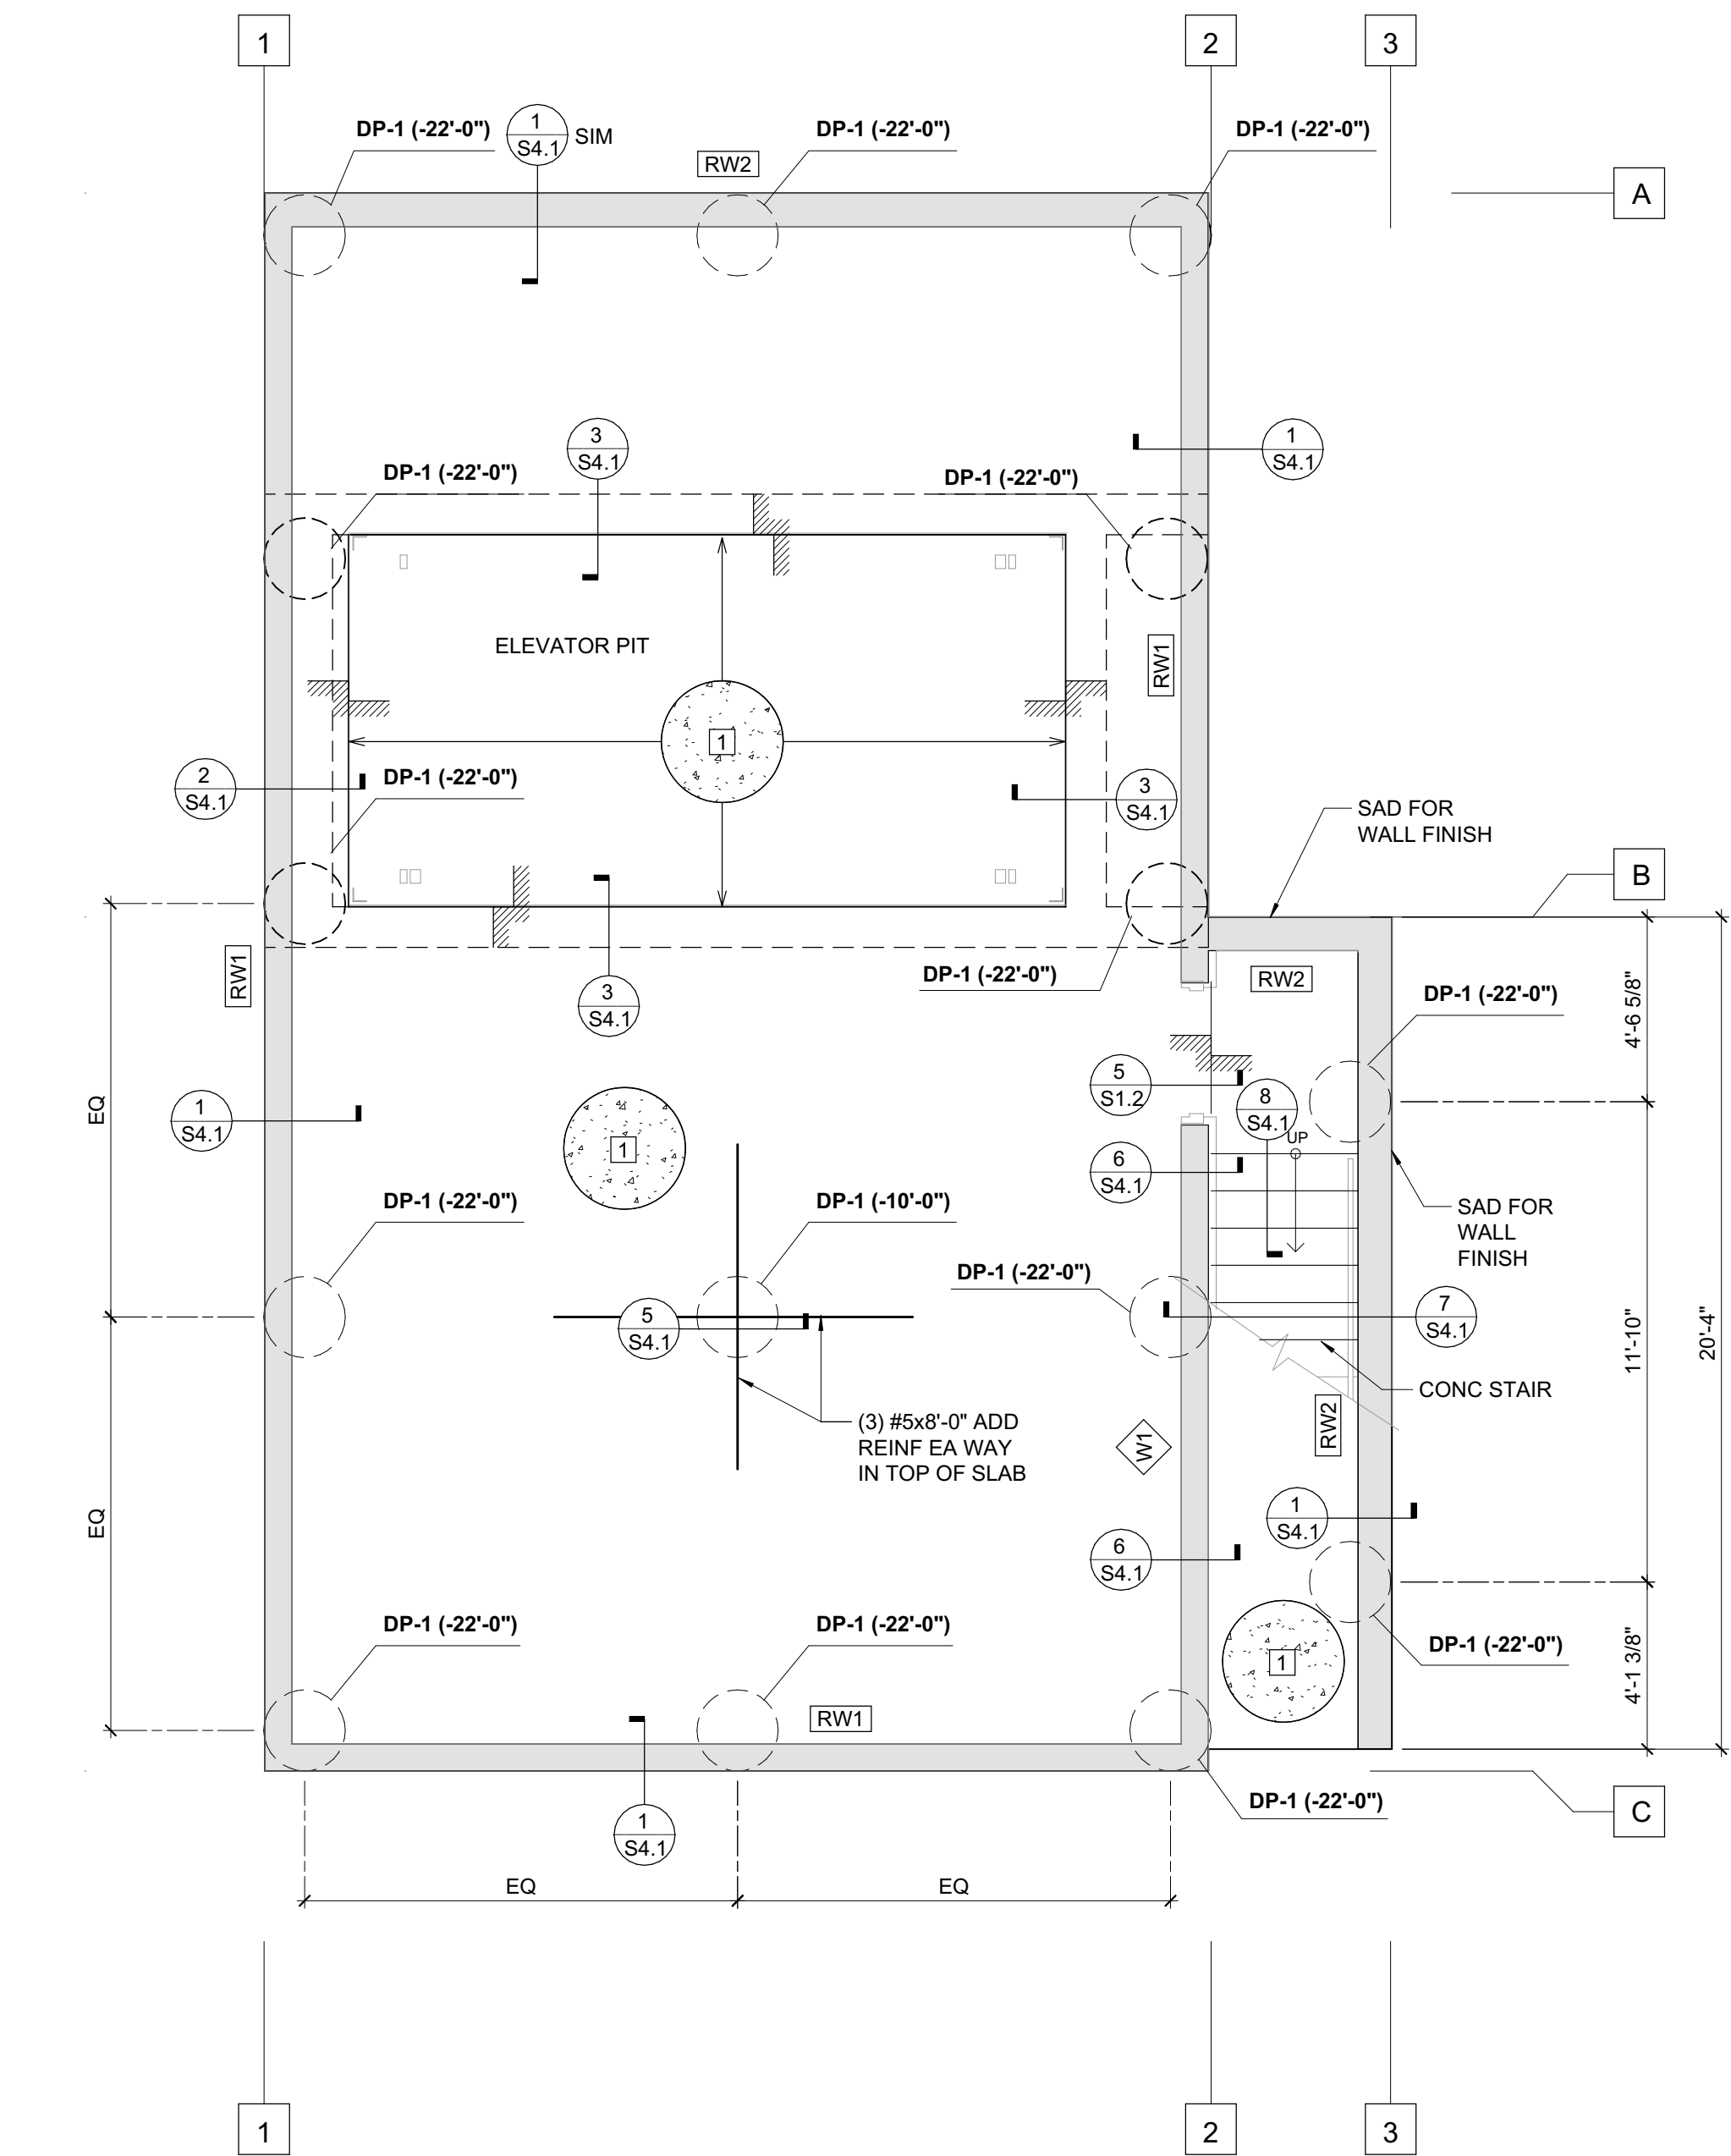 1
2
3
DP-1 (-22'-0")
1
S4.1
SIM
DP-1 (-22'-0")
DP-1 (-22'-0")
RW2
A
3
S4.1
1
S4.1
DP-1 (-22'-0")
DP-1 (-22'-0")
ELEVATOR PIT
RW1
1
2
S4.1
DP-1 (-22'-0")
3
S4.1
SAD FOR
WALL FINISH
B
RW1
3
S4.1
DP-1 (-22'-0")
RW2
DP-1 (-22'-0")
4'-6 5/8"
EQ
1
S4.1
1
5
S1.2
8
S4.1
UP
6
S4.1
DP-1 (-22'-0")
DP-1 (-10'-0")
SAD FOR
WALL
FINISH
DP-1 (-22'-0")
5
S4.1
7
S4.1
11'-10"
20'-4"
CONC STAIR
(3) #5x8'-0" ADD
REINF EA WAY
IN TOP OF SLAB
W1
RW2
EQ
1
S4.1
6
S4.1
DP-1 (-22'-0")
DP-1 (-22'-0")
DP-1 (-22'-0")
1
4'-1 3/8"
RW1
DP-1 (-22'-0")
C
1
S4.1
EQ
EQ
1
2
3